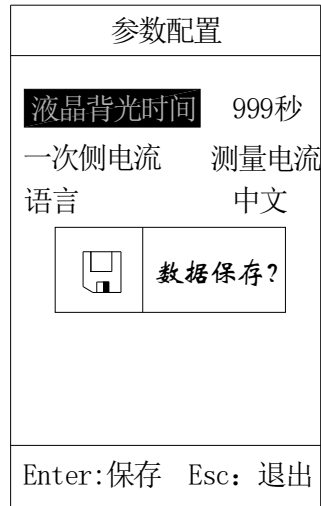 参数配置
液晶背光时间 999秒
一次侧电流 测量电流
语言 中文
数据保存?
Enter:保存 Esc: 退出